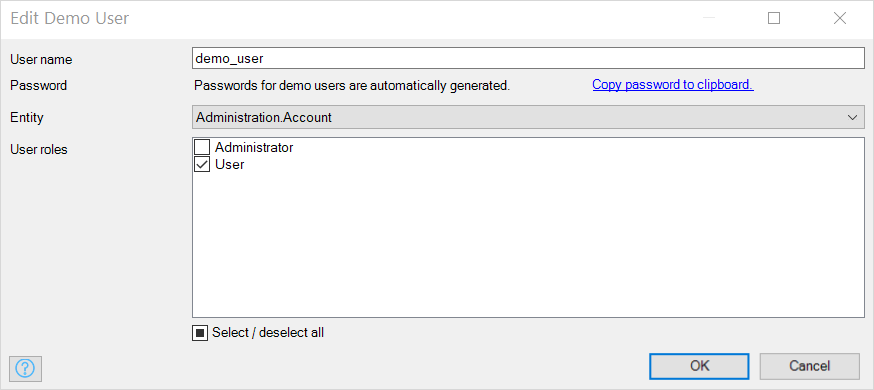 Edit Demo User
User name demo_user
Password Passwords for demo users are automatically generated. Copy password to clipboard.
Entity Administration.Account
User roles Administrator
User
Select / deselect all
? OK Cancel